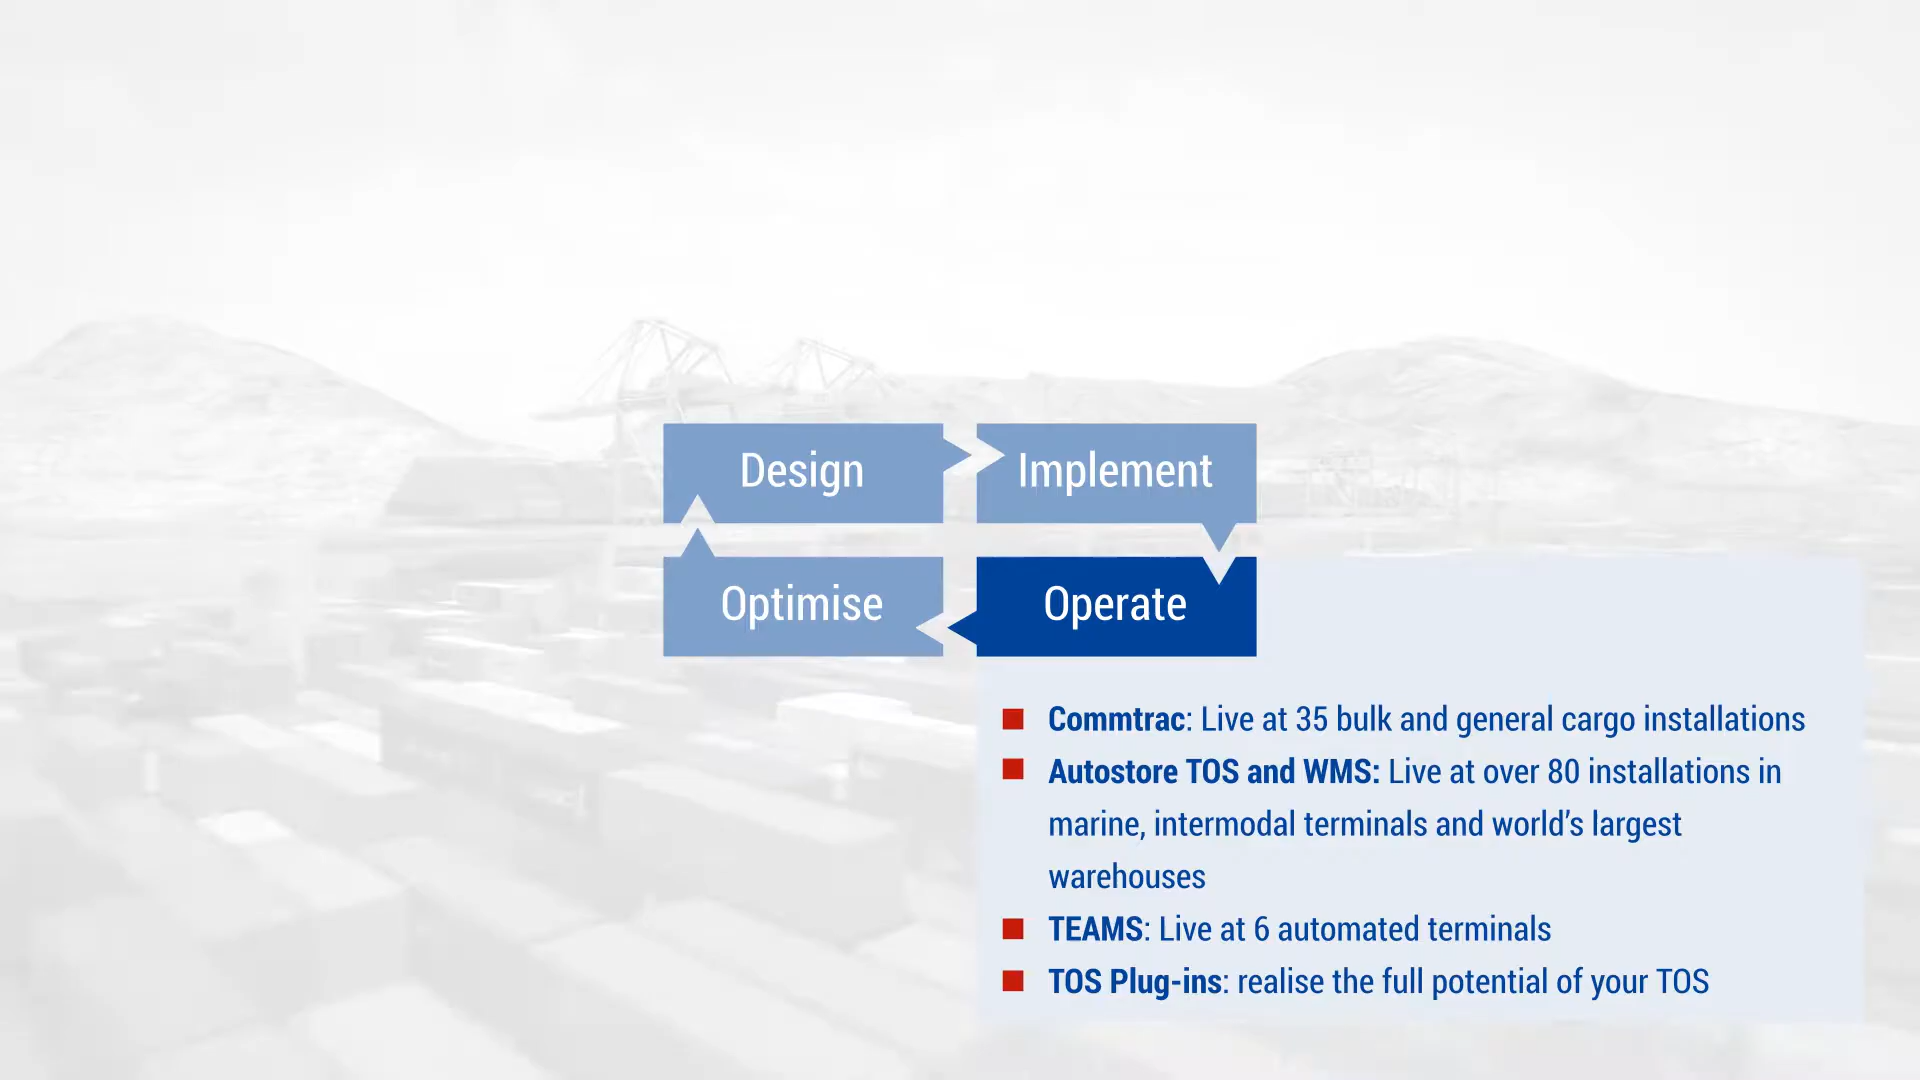 Design
Implement
Optimise
Operate
Commtrac: Live at 35 bulk and general cargo installations
Autostore TOS and WMS: Live at over 80 installations in
marine, intermodal terminals and world’s largest
warehouses
TEAMS: Live at 6 automated terminals
TOS Plug-ins: realise the full potential of your TOS